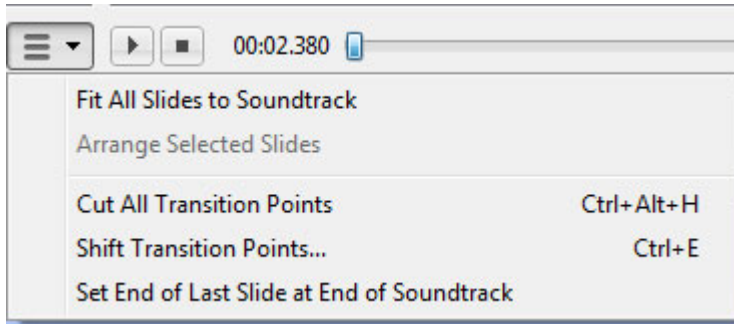 00:02.380
Fit All Slides to Soundtrack
Arrange Selected Slides
Cut All Transition Points Ctrl+Alt+H
Shift Transition Points... Ctrl+E
Set End of Last Slide at End of Soundtrack